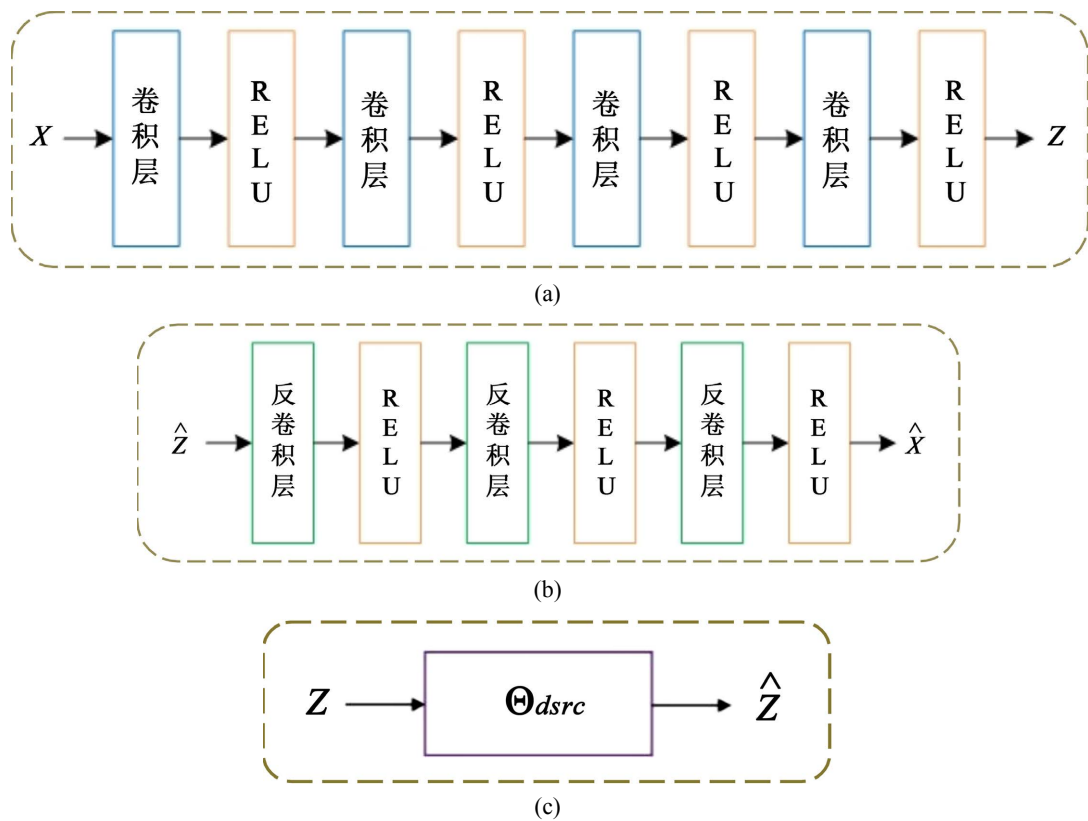 X 卷积层 RELU 卷积层 RELU 卷积层 RELU 卷积层 RELU Z
(a)
Ẑ 反卷积层 RELU 反卷积层 RELU 反卷积层 RELU X̂
(b)
Z Θdsrc Ẑ
(c)